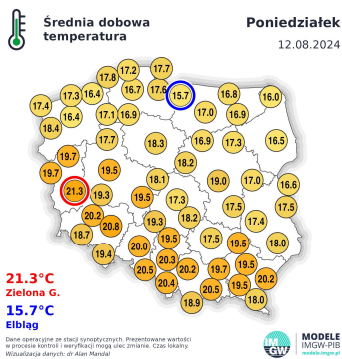 Średnia dobowa
temperatura
Poniedziałek
12.08.2024
17.8 17.2 17.7
17.4 17.3 16.4 16.7 17.6 15.7 16.8 16.0
18.4 16.4 17.1 16.9 17.0 16.9
17.7 18.3 16.9 17.3 16.5
19.7 18.2
19.7 19.5 18.1 19.0 17.0 16.6
21.3 19.3 19.5 17.3 17.5
20.2 20.8 19.3 18.2 17.4
18.7 20.0 19.5 17.5 19.5 18.0
19.4 20.5 20.3 20.2 19.7 19.5 20.2
20.4 20.5 19.5
18.9 18.0
21.3°C
Zielona G.
15.7°C
Elbląg
Dane operacyjne ze stacji synoptycznych. Prezentowane wartości
w procesie kontroli i weryfikacji mogą ulec zmianie. Czas lokalny.
Wizualizacja danych: dr Alan Mandal
IMGW
MODELE
IMGW-PIB
modele.imgw.pl